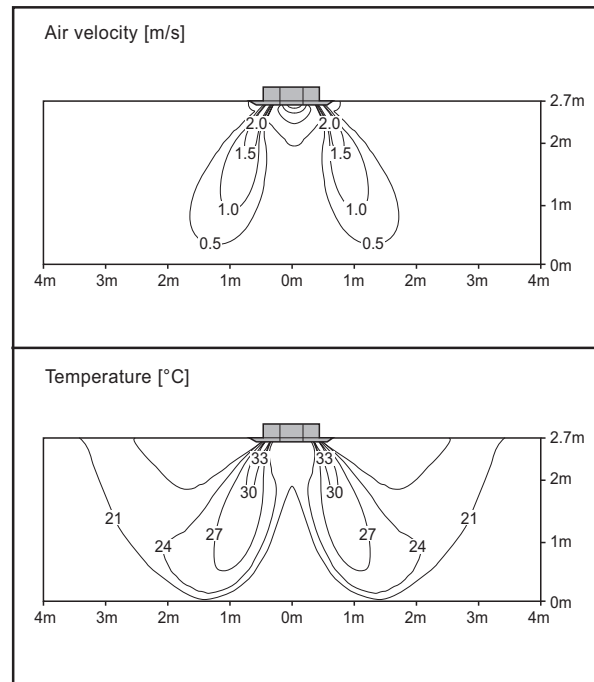 Air velocity [m/s]
2.7m
2.0 2.0
2m
1.5 1.5
1.0 1.0
1m
0.5 0.5
0m
4m 3m 2m 1m 0m 1m 2m 3m 4m
Temperature [°C]
2.7m
33 33
2m
30 30
21 21
27 27
24 24
1m
0m
4m 3m 2m 1m 0m 1m 2m 3m 4m